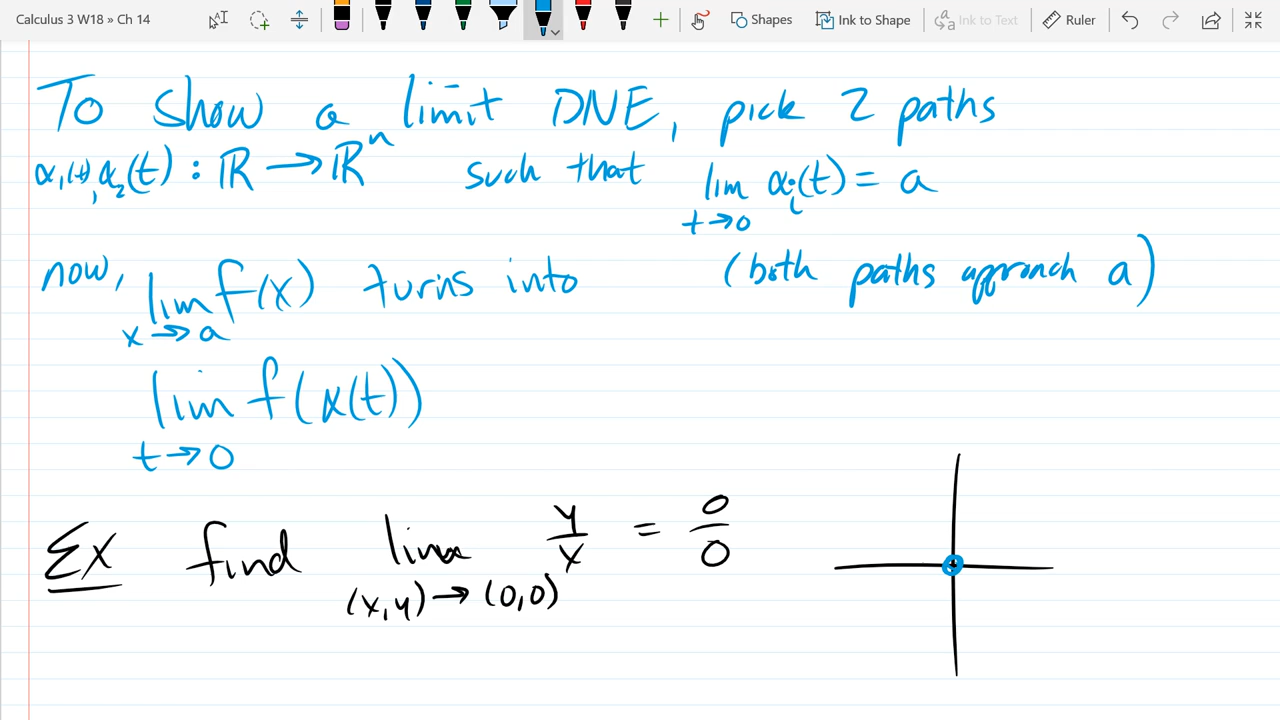 Calculus 3 W18 » Ch 14
Shapes Ink to Shape Ink to Text Ruler
To show a limit DNE, pick 2 paths
α₁(t), α₂(t) : ℝ → ℝⁿ such that lim αᵢ(t) = a
t→0
now, lim f(x) turns into (both paths approach a)
x→a
lim f(α(t))
t→0
Ex find lim y/x = 0/0
(x,y) → (0,0)